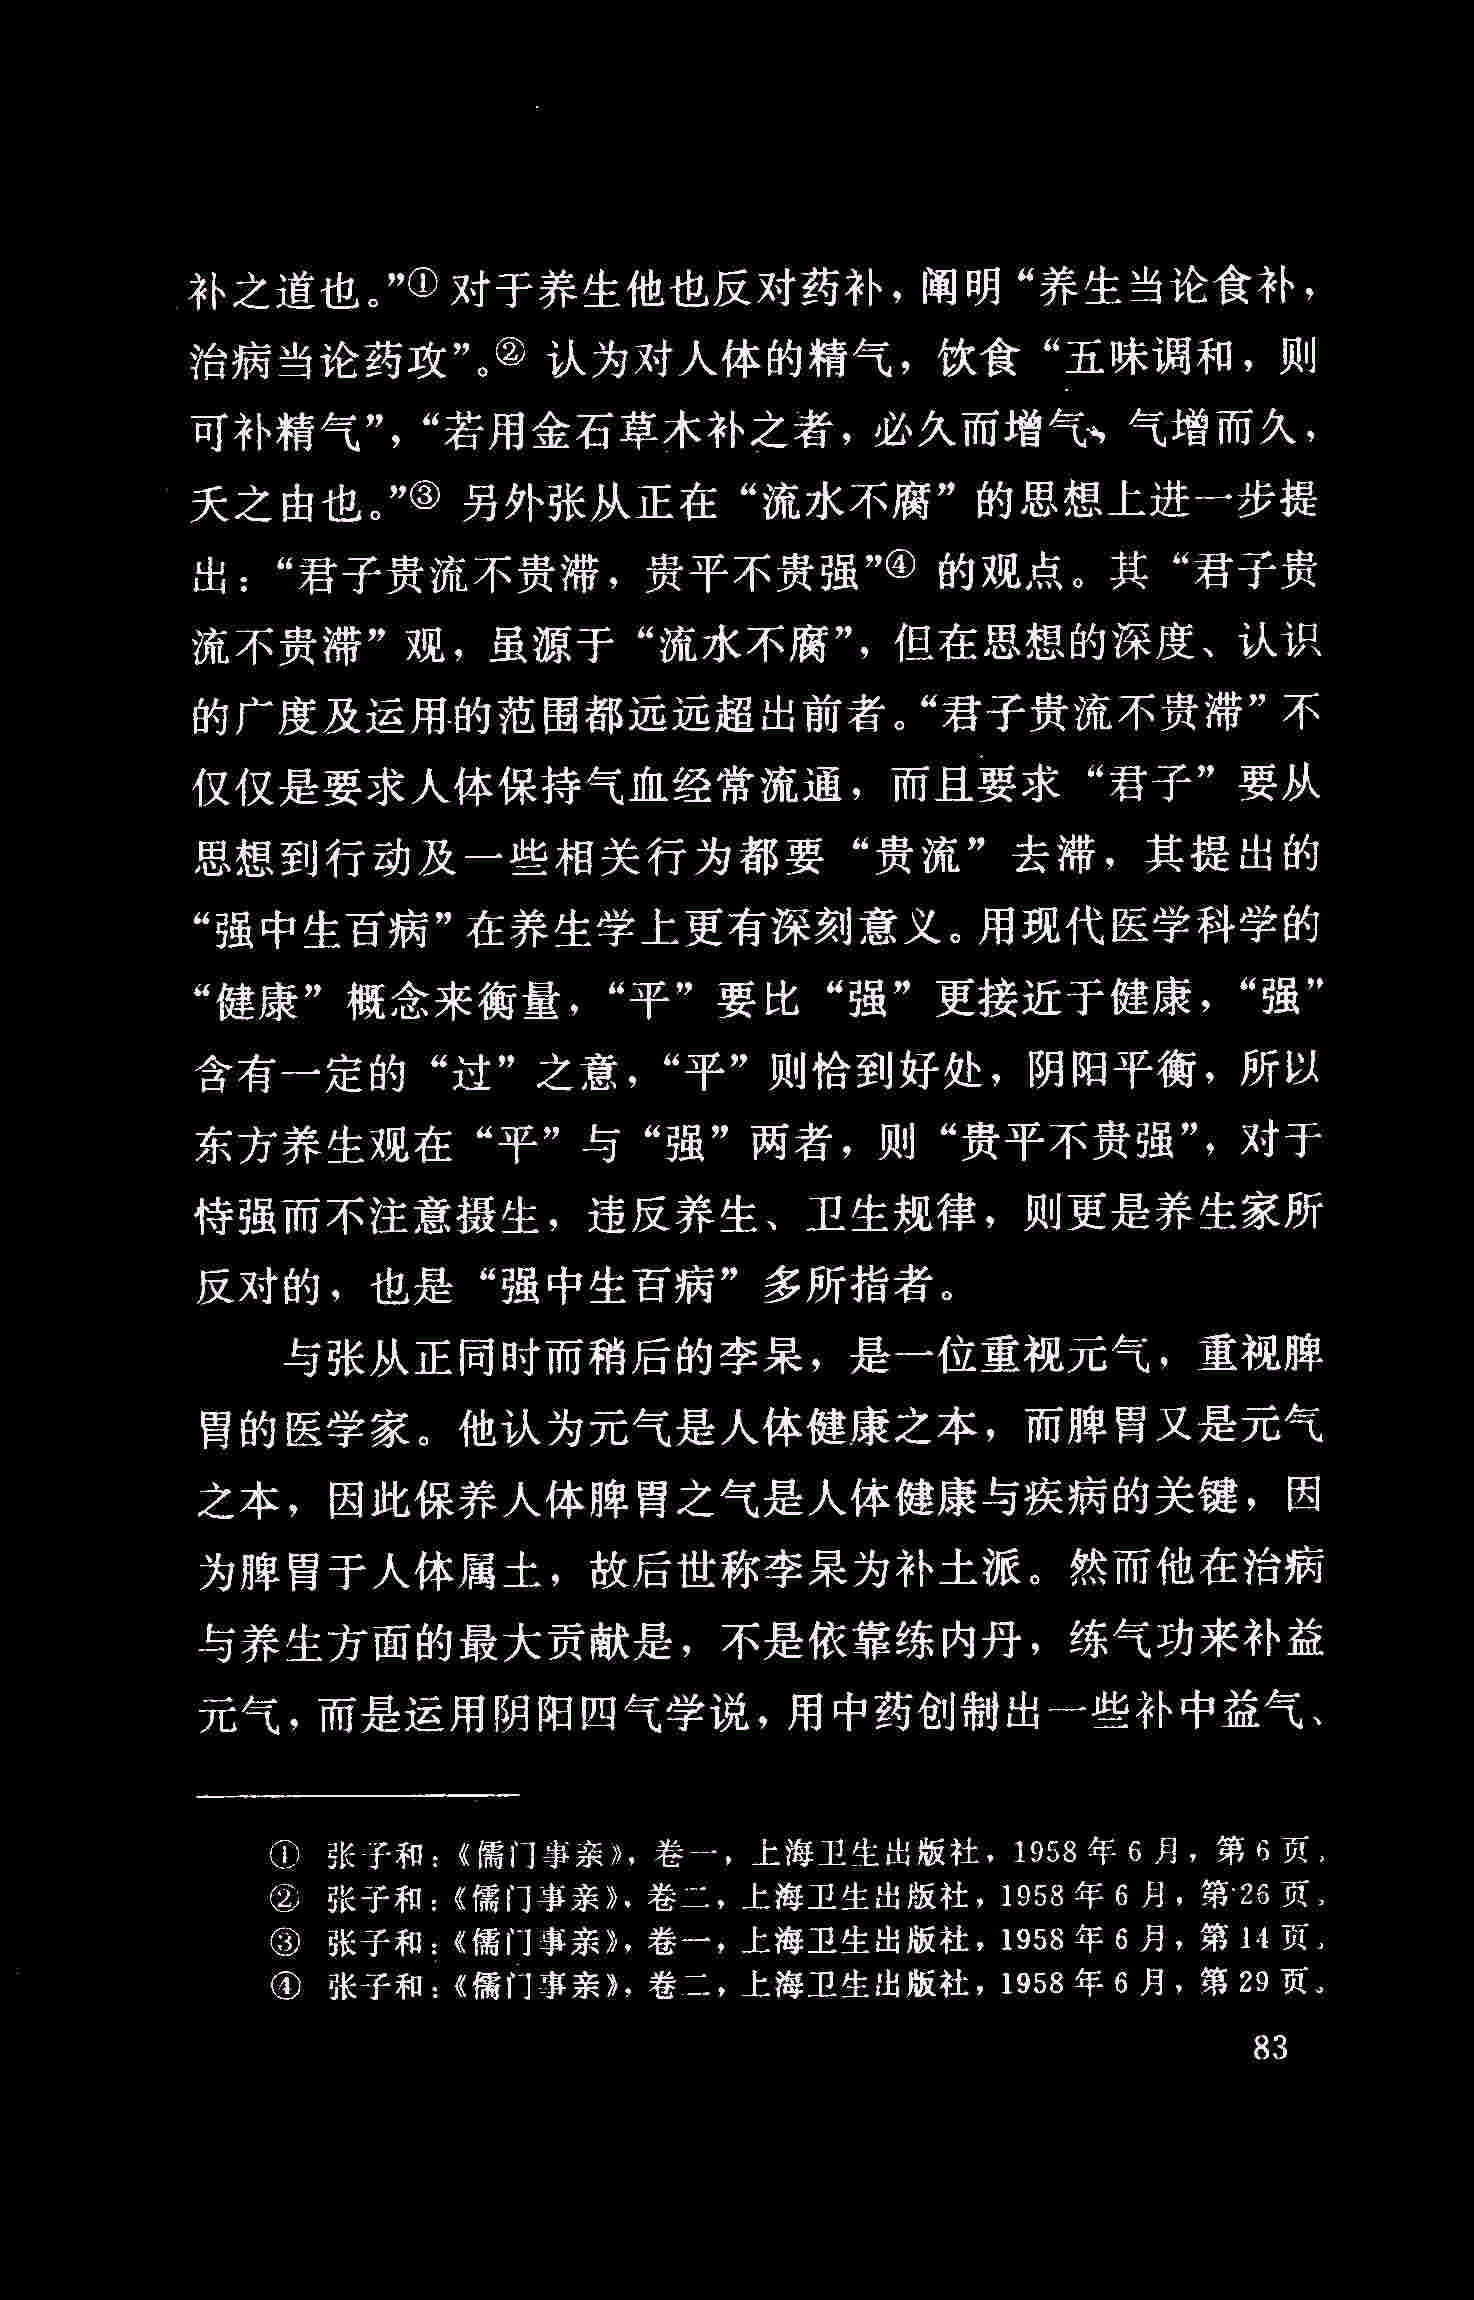 补之道也。”① 对于养生他也反对药补，阐明“养生当论食补，
治病当论药攻”。② 认为对人体的精气，饮食“五味调和，则
可补精气”，“若用金石草木补之者，必久而增气，气增而久，
夭之由也。”③ 另外张从正在“流水不腐”的思想上进一步提
出：“君子贵流不贵滞，贵平不贵强”④ 的观点。其“君子贵
流不贵滞”观，虽源于“流水不腐”，但在思想的深度、认识
的广度及运用的范围都远远超出前者。“君子贵流不贵滞”不
仅仅是要求人体保持气血经常流通，而且要求“君子”要从
思想到行动及一些相关行为都要“贵流”去滞，其提出的
“强中生百病”在养生学上更有深刻意义。用现代医学科学的
“健康”概念来衡量，“平”要比“强”更接近于健康，“强”
含有一定的“过”之意，“平”则恰到好处，阴阳平衡，所以
东方养生观在“平”与“强”两者，则“贵平不贵强”，对于
恃强而不注意摄生，违反养生、卫生规律，则更是养生家所
反对的，也是“强中生百病”多所指者。
与张从正同时而稍后的李杲，是一位重视元气，重视脾
胃的医学家。他认为元气是人体健康之本，而脾胃又是元气
之本，因此保养人体脾胃之气是人体健康与疾病的关键，因
为脾胃于人体属土，故后世称李杲为补土派。然而他在治病
与养生方面的最大贡献是，不是依靠练内丹，练气功来补益
元气，而是运用阴阳四气学说，用中药创制出一些补中益气、
① 张子和：《儒门事亲》，卷一，上海卫生出版社，1958 年 6 月，第 6 页。
② 张子和：《儒门事亲》，卷二，上海卫生出版社，1958 年 6 月，第 26 页。
③ 张子和：《儒门事亲》，卷一，上海卫生出版社，1958 年 6 月，第 14 页。
④ 张子和：《儒门事亲》，卷二，上海卫生出版社，1958 年 6 月，第 29 页。
83